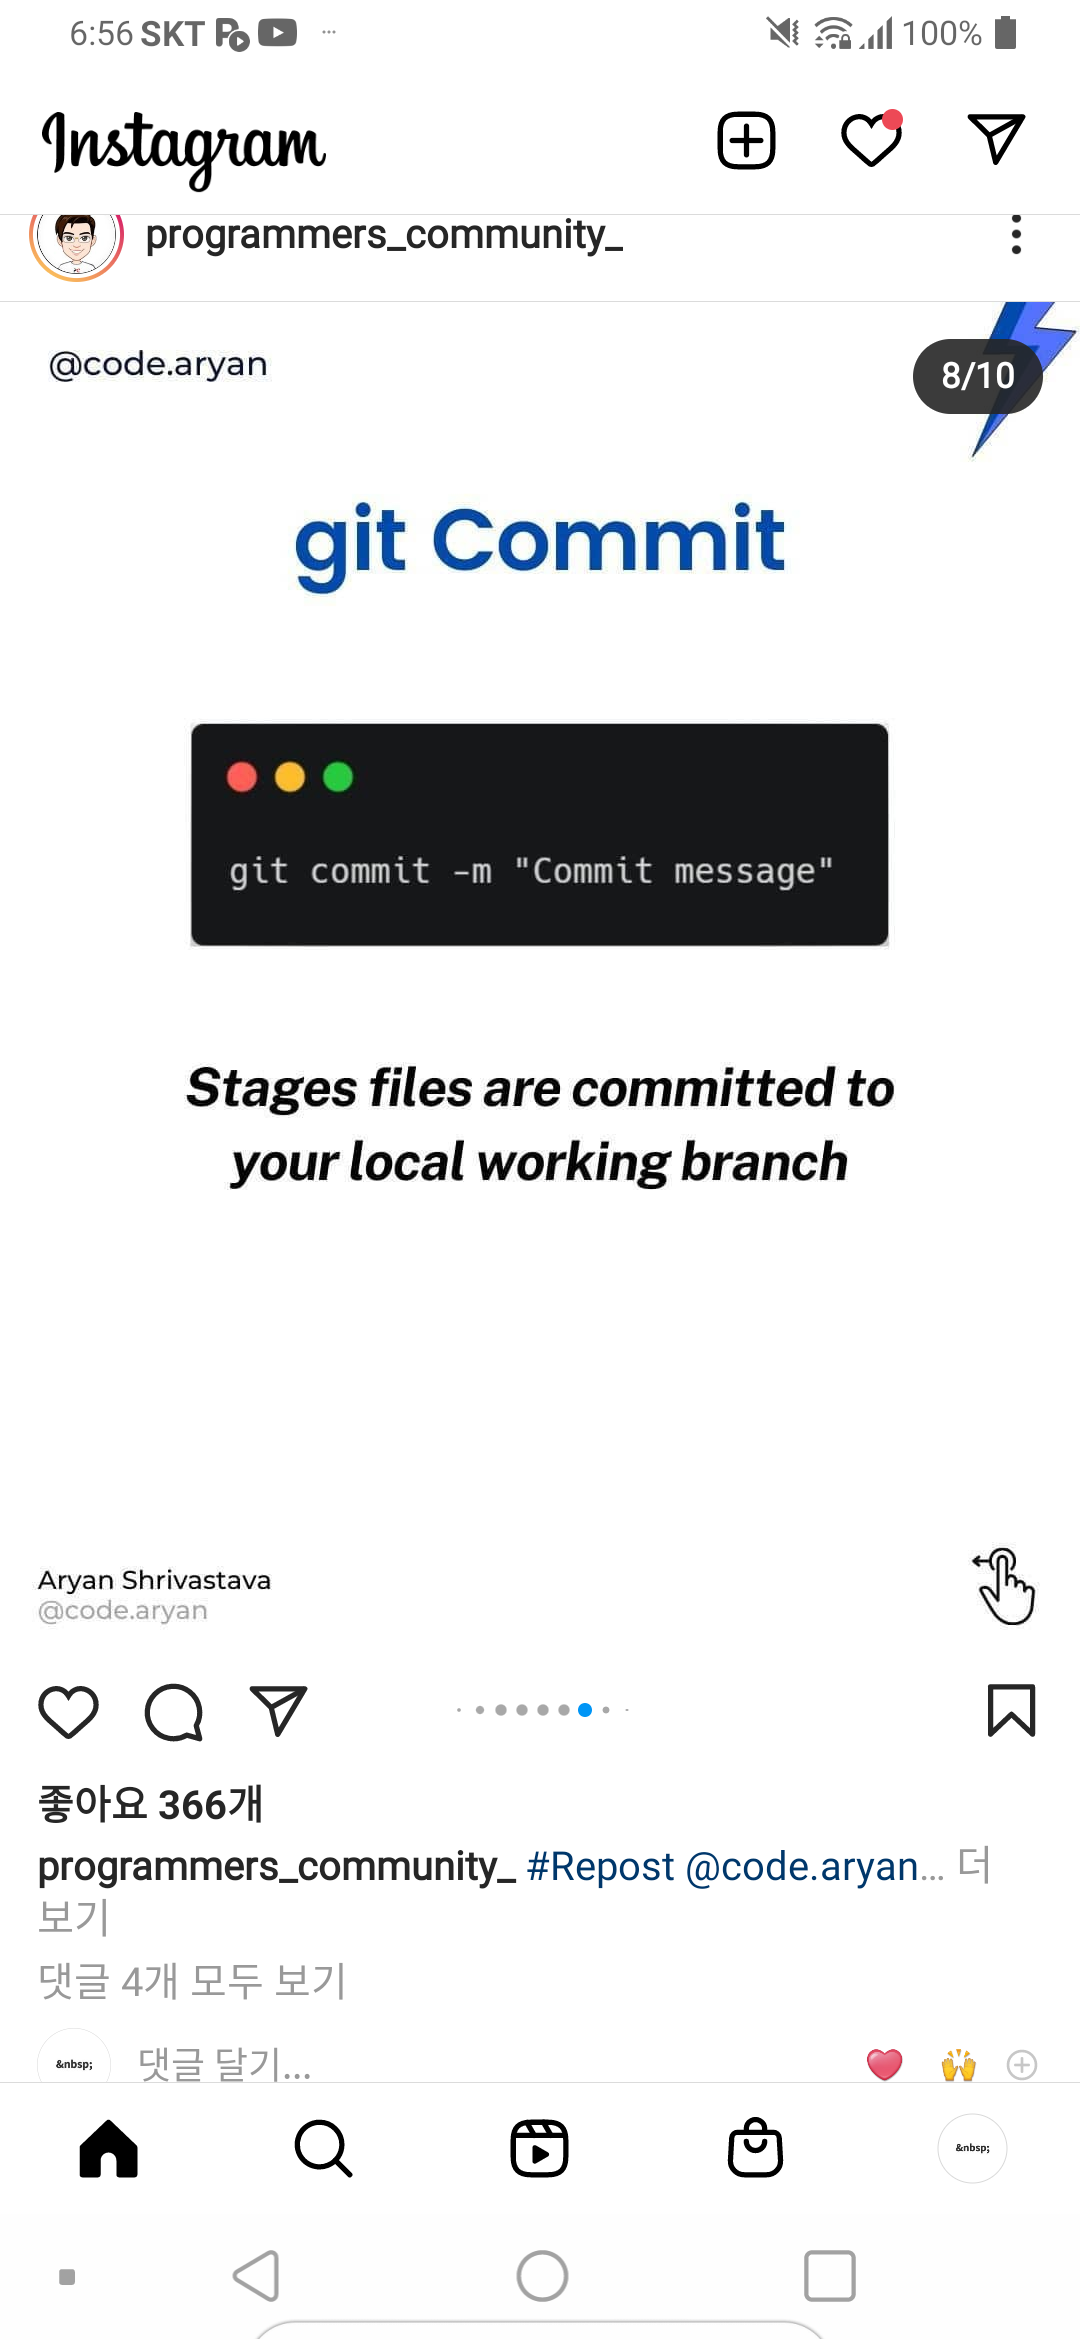 6:56 SKT
100%
Instagram
programmers_community_
@code.aryan
8/10
git Commit
git commit -m "Commit message"
Stages files are committed to
your local working branch
Aryan Shrivastava
@code.aryan
좋아요 366개
programmers_community_ #Repost @code.aryan... 더
보기
댓글 4개 모두 보기
&nbsp;
댓글 달기...
&nbsp;